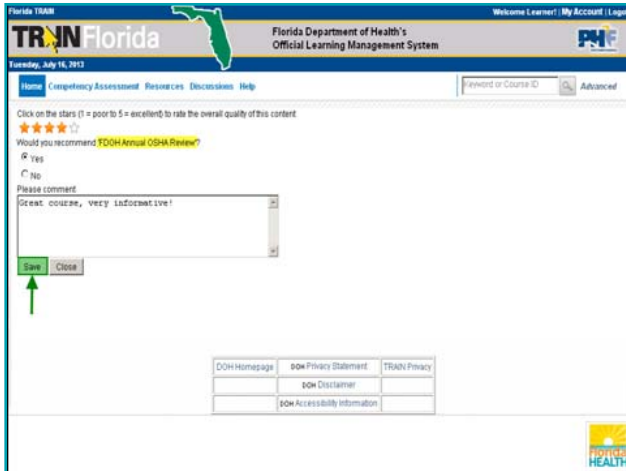 Florida TRAIN
Welcome Learner! | My Account | Logo
TRAIN Florida
Florida Department of Health's
Official Learning Management System
PHF
Tuesday, July 16, 2013
Home Competency Assessment Resources Discussions Help
Keyword or Course ID
Advanced
Click on the stars (1 = poor to 5 = excellent) to rate the overall quality of this content
Would you recommend 'FDOH Annual OSHA Review'?
Yes
No
Please comment
Great course, very informative!
Save Close
DOH Homepage DOH Privacy Statement TRAIN Privacy
DOH Disclaimer
DOH Accessibility Information
Florida
HEALTH